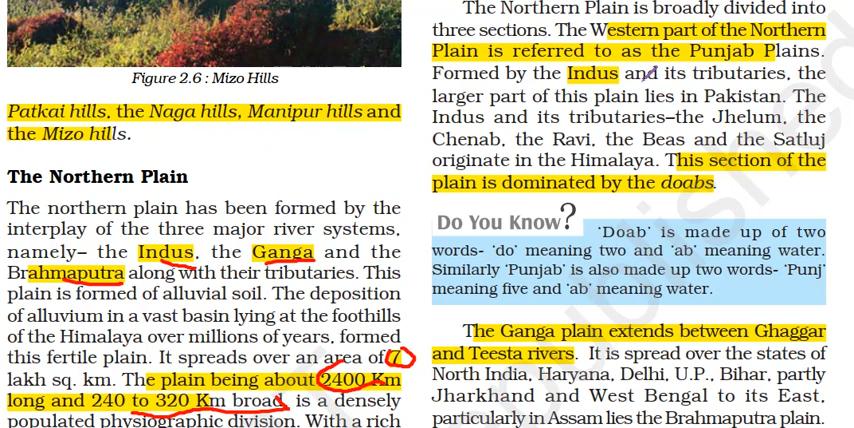 Figure 2.6 : Mizo Hills
Patkai hills, the Naga hills, Manipur hills and
the Mizo hills.
The Northern Plain
The northern plain has been formed by the
interplay of the three major river systems,
namely– the Indus, the Ganga and the
Brahmaputra along with their tributaries. This
plain is formed of alluvial soil. The deposition
of alluvium in a vast basin lying at the foothills
of the Himalaya over millions of years, formed
this fertile plain. It spreads over an area of 7
lakh sq. km. The plain being about 2400 Km
long and 240 to 320 Km broad, is a densely
populated physiographic division. With a rich
The Northern Plain is broadly divided into
three sections. The Western part of the Northern
Plain is referred to as the Punjab Plains.
Formed by the Indus and its tributaries, the
larger part of this plain lies in Pakistan. The
Indus and its tributaries–the Jhelum, the
Chenab, the Ravi, the Beas and the Satluj
originate in the Himalaya. This section of the
plain is dominated by the doabs.
Do You Know?
'Doab' is made up of two
words- 'do' meaning two and 'ab' meaning water.
Similarly 'Punjab' is also made up two words- 'Punj'
meaning five and 'ab' meaning water.
The Ganga plain extends between Ghaggar
and Teesta rivers. It is spread over the states of
North India, Haryana, Delhi, U.P., Bihar, partly
Jharkhand and West Bengal to its East,
particularly in Assam lies the Brahmaputra plain.